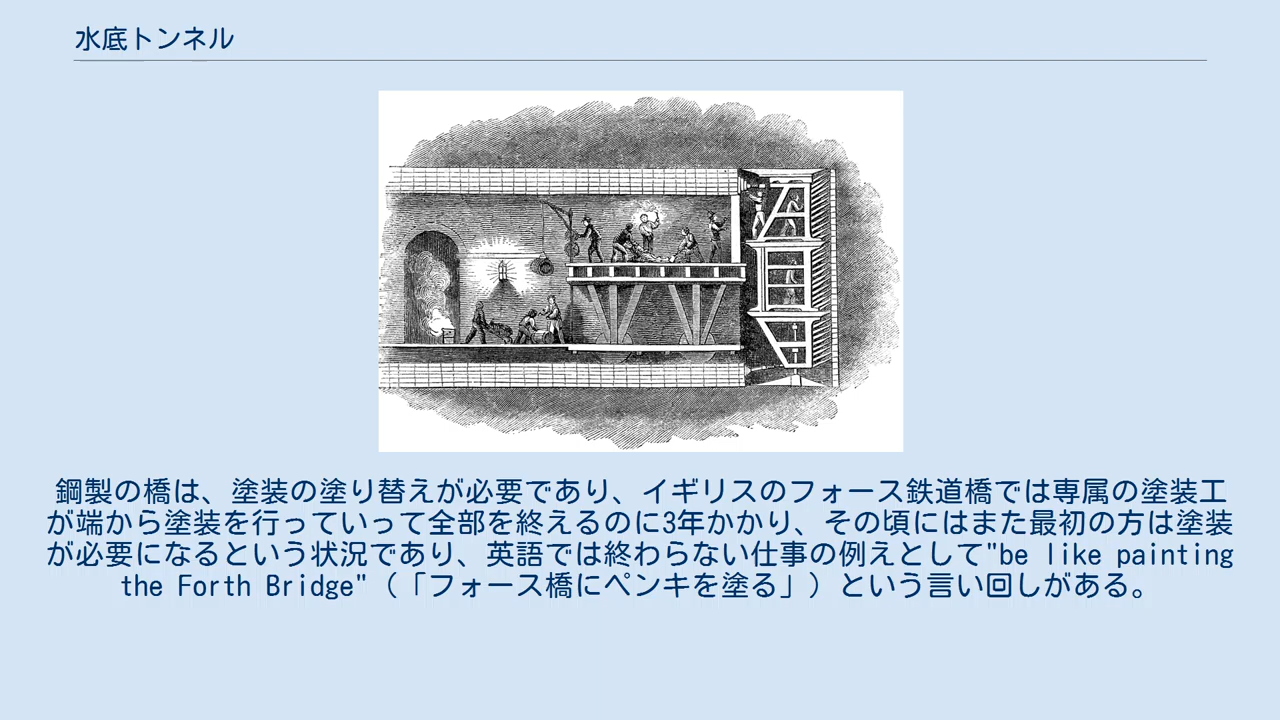 水底トンネル
鋼製の橋は、塗装の塗り替えが必要であり、イギリスのフォース鉄道橋では専属の塗装工
が端から塗装を行っていって全部を終えるのに3年かかり、その頃にはまた最初の方は塗装
が必要になるという状況であり、英語では終わらない仕事の例えとして"be like painting
the Forth Bridge"（「フォース橋にペンキを塗る」）という言い回しがある。